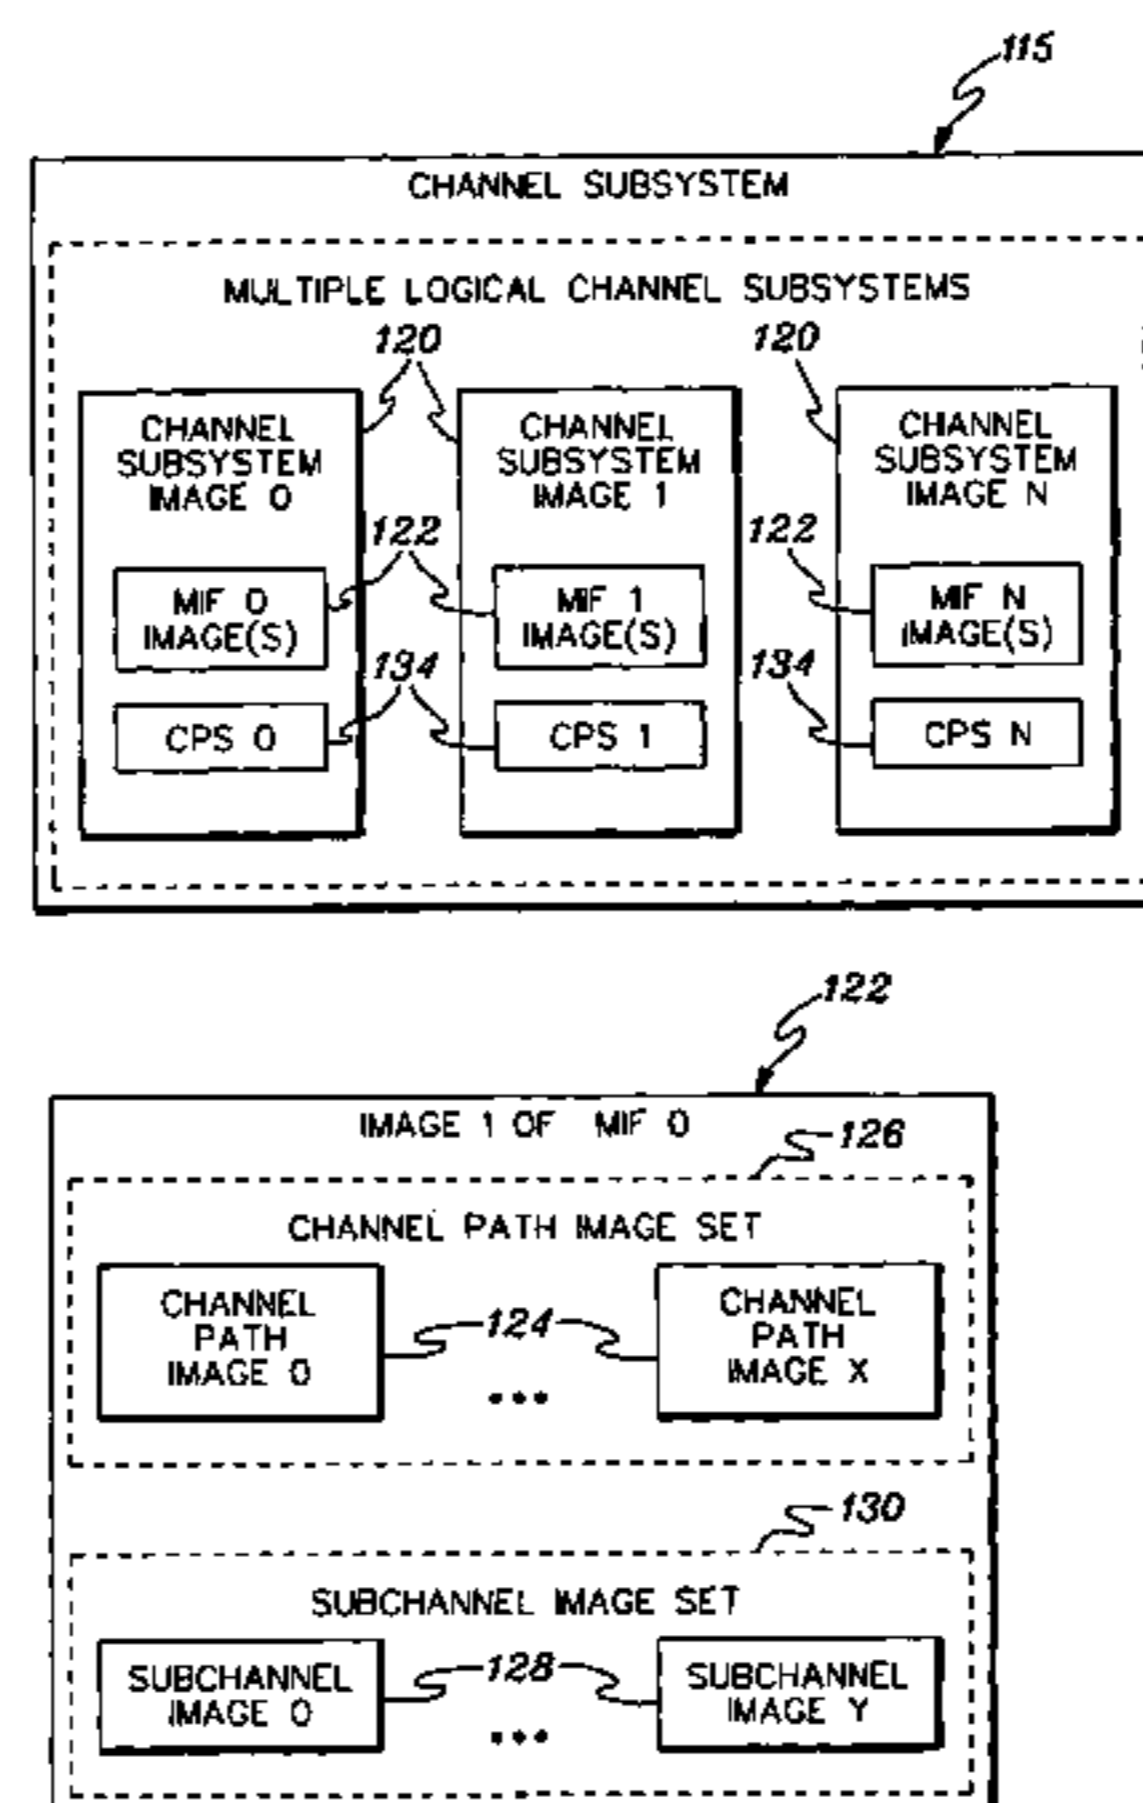 115
CHANNEL SUBSYSTEM
MULTIPLE LOGICAL CHANNEL SUBSYSTEMS
120
120
CHANNEL
SUBSYSTEM
IMAGE 0
CHANNEL
SUBSYSTEM
IMAGE 1
CHANNEL
SUBSYSTEM
IMAGE N
122
122
MIF 0
IMAGE(S)
MIF 1
IMAGE(S)
MIF N
IMAGE(S)
134
134
CPS 0
CPS 1
CPS N
122
IMAGE 1 OF MIF 0
126
CHANNEL PATH IMAGE SET
CHANNEL
PATH
IMAGE 0
124
...
CHANNEL
PATH
IMAGE X
130
SUBCHANNEL IMAGE SET
SUBCHANNEL
IMAGE 0
128
...
SUBCHANNEL
IMAGE Y